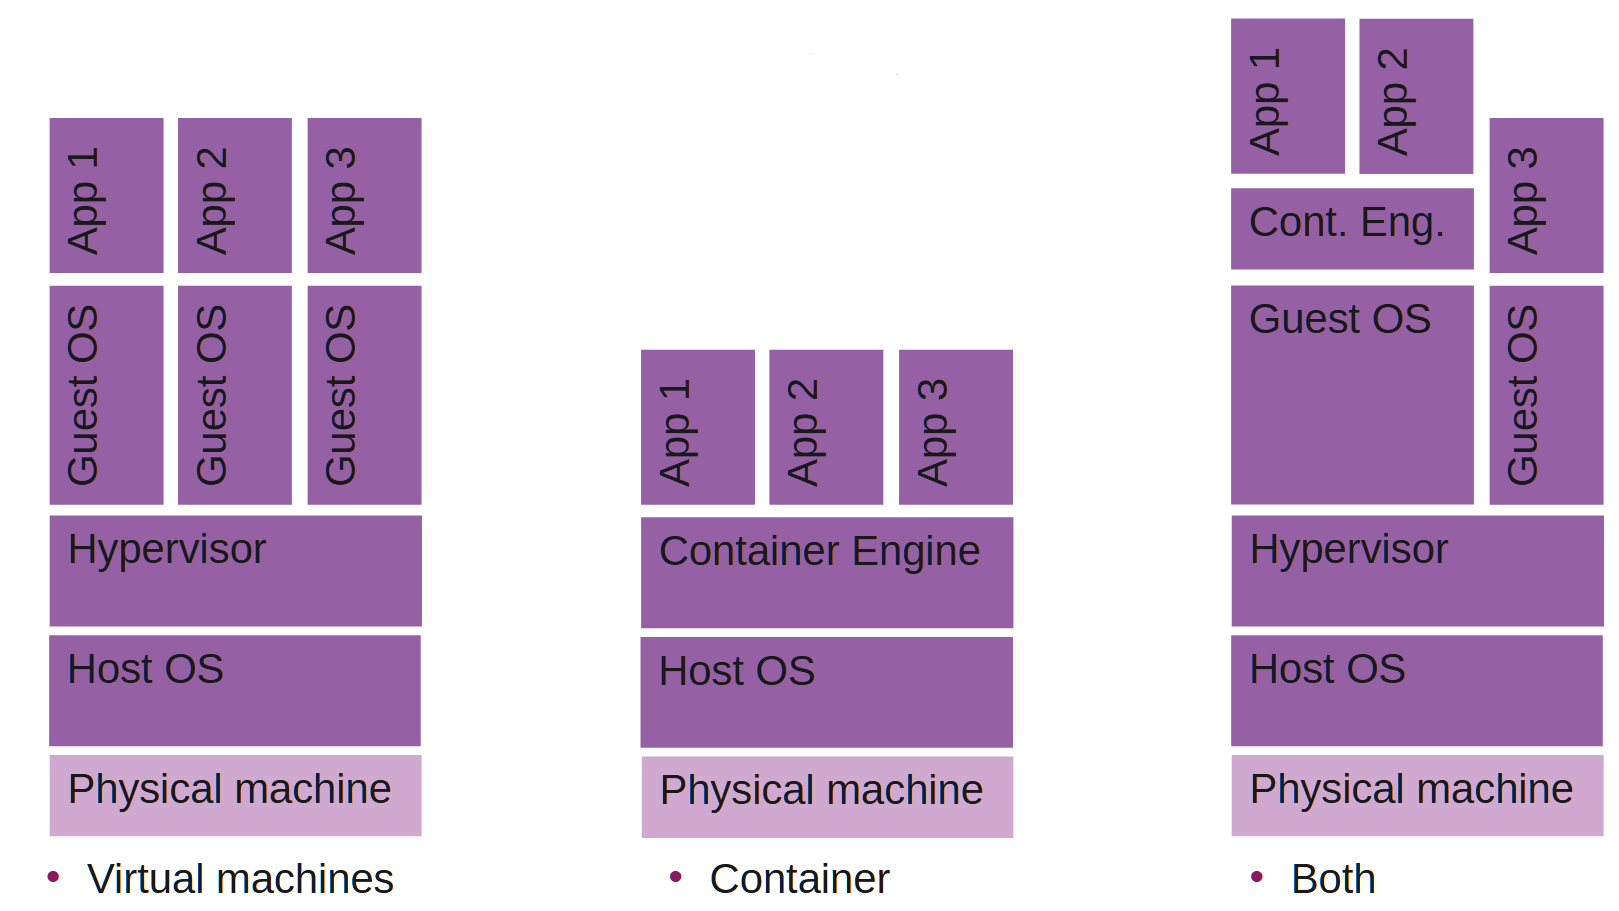 App 1
App 2
App 3
Guest OS
Guest OS
Guest OS
Hypervisor
Host OS
Physical machine
• Virtual machines
App 1
App 2
App 3
Container Engine
Host OS
Physical machine
• Container
App 1
App 2
Cont. Eng.
Guest OS
App 3
Guest OS
Hypervisor
Host OS
Physical machine
• Both